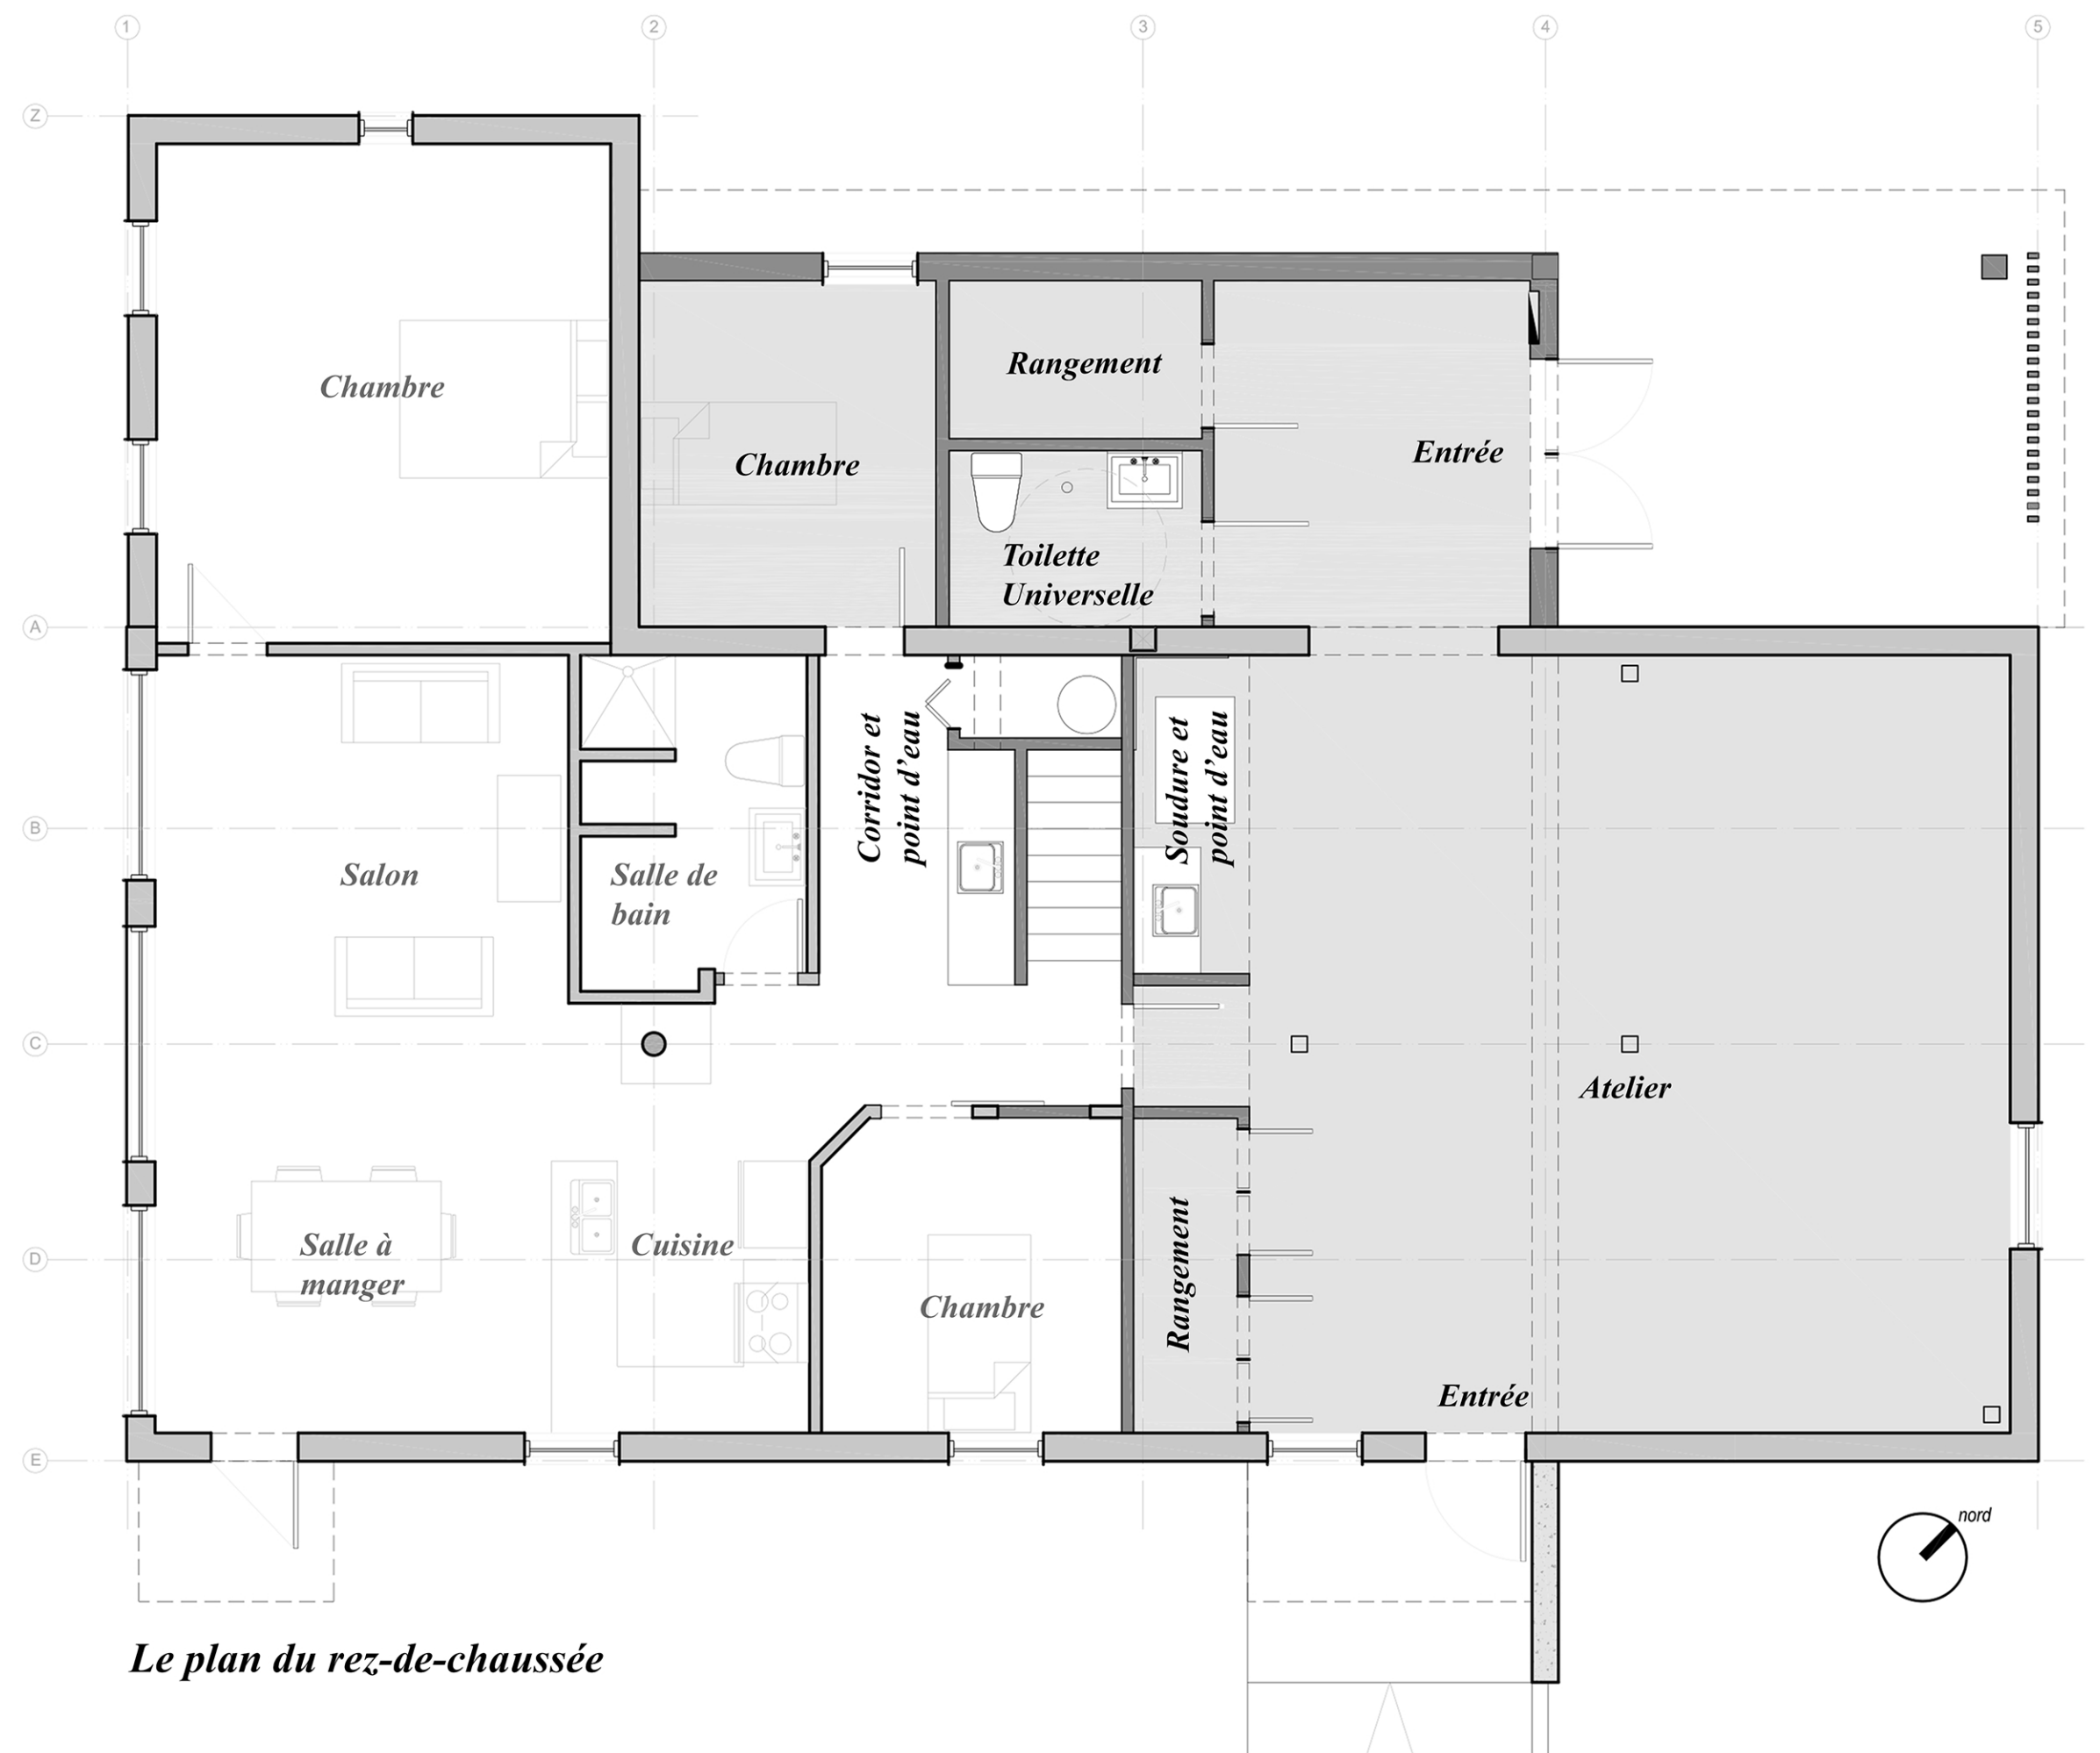 1
2
3
4
5
Z
Chambre
Rangement
Entrée
Chambre
Toilette
Universelle
A
Corridor et
point d'eau
Soudure et
point d'eau
B
Salon
Salle de
bain
C
Atelier
Salle à
manger
Cuisine
Rangement
D
Chambre
Entrée
E
nord
Le plan du rez-de-chaussée